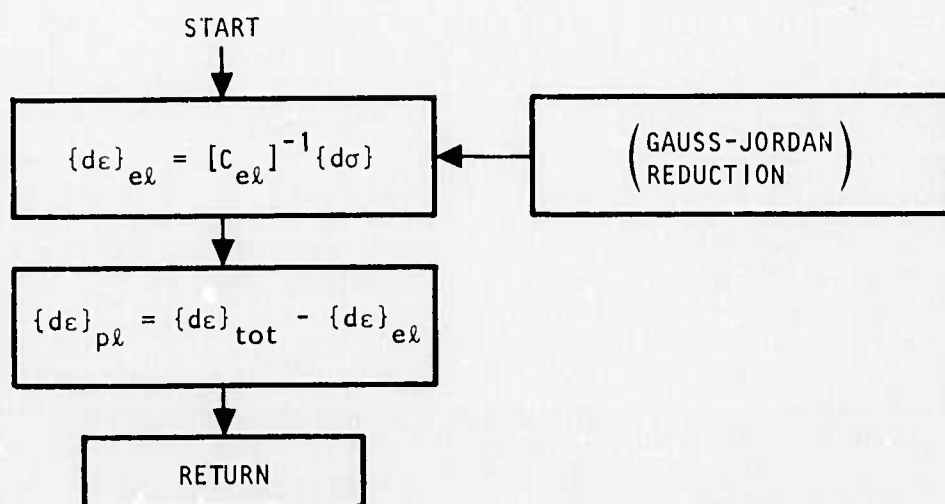 START
{dε}eℓ = [Ceℓ]⁻¹{dσ}
(GAUSS-JORDAN
REDUCTION)
{dε}pℓ = {dε}tot - {dε}eℓ
RETURN